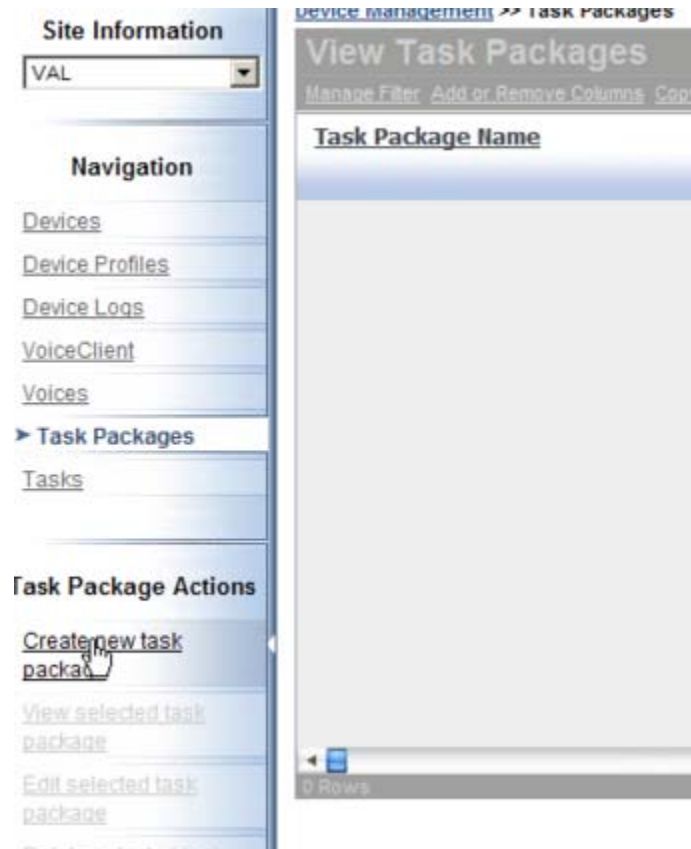 Site Information
VAL
Navigation
Devices
Device Profiles
Device Logs
VoiceClient
Voices
Task Packages
Tasks
Task Package Actions
Create new task
package
View selected task
package
Edit selected task
package
Device Management >> Task Packages
View Task Packages
Manage Filter Add or Remove Columns
Task Package Name
0 Rows